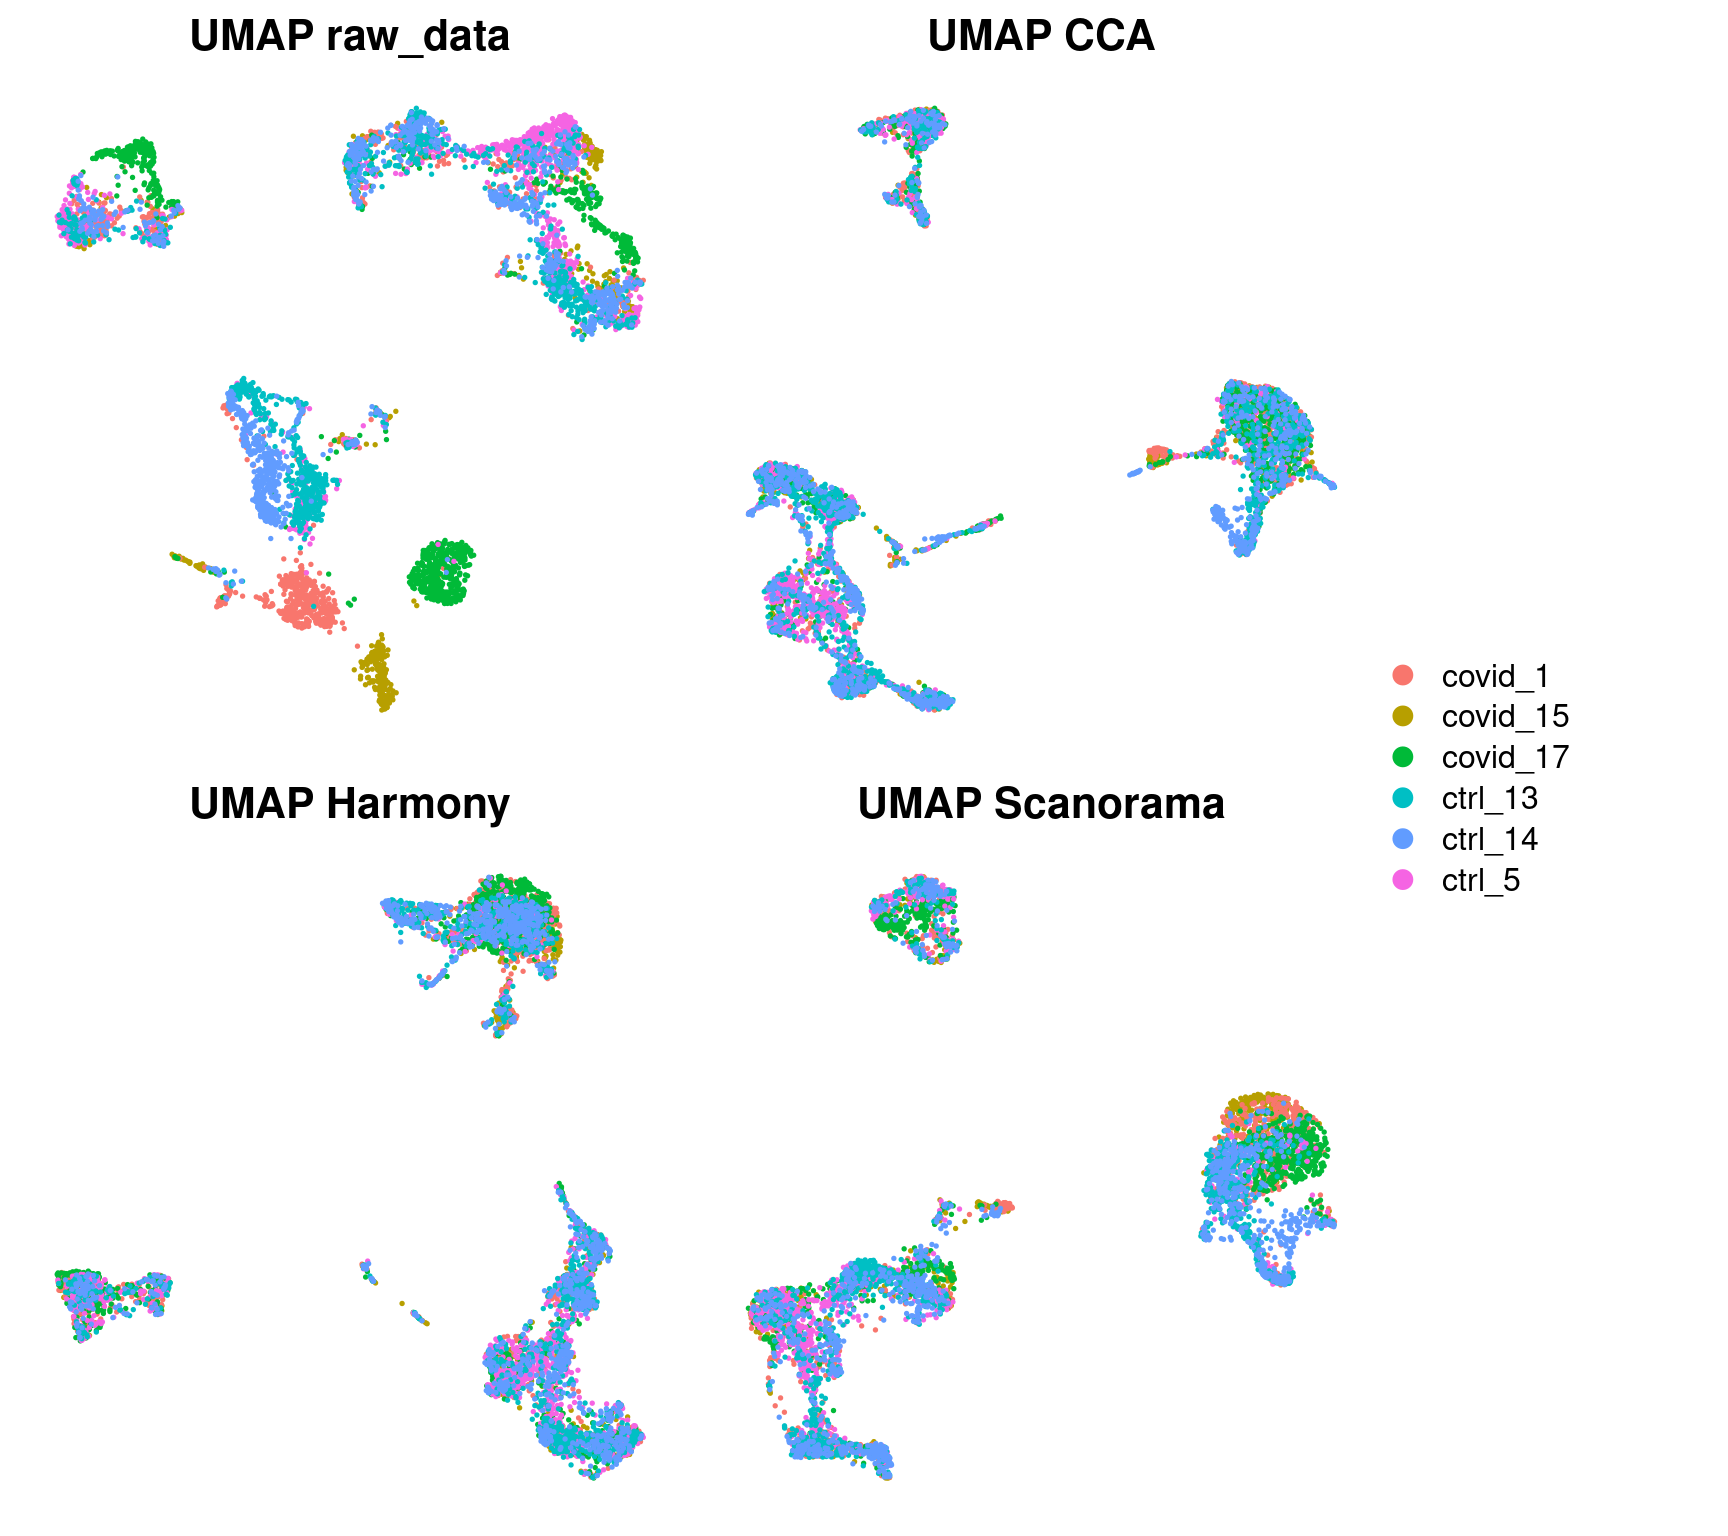 UMAP raw_data
UMAP CCA
covid_1
covid_15
covid_17
ctrl_13
ctrl_14
ctrl_5
UMAP Harmony
UMAP Scanorama